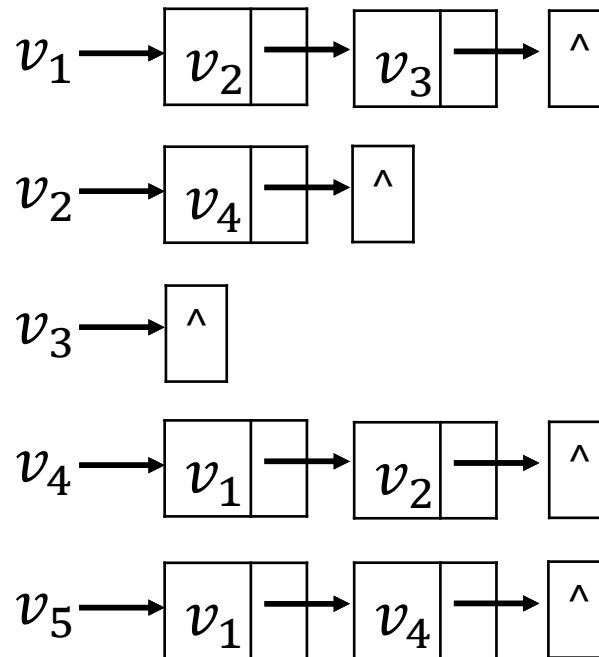 v₁ v₂ v₃ ^
v₂ v₄ ^
v₃ ^
v₄ v₁ v₂ ^
v₅ v₁ v₄ ^